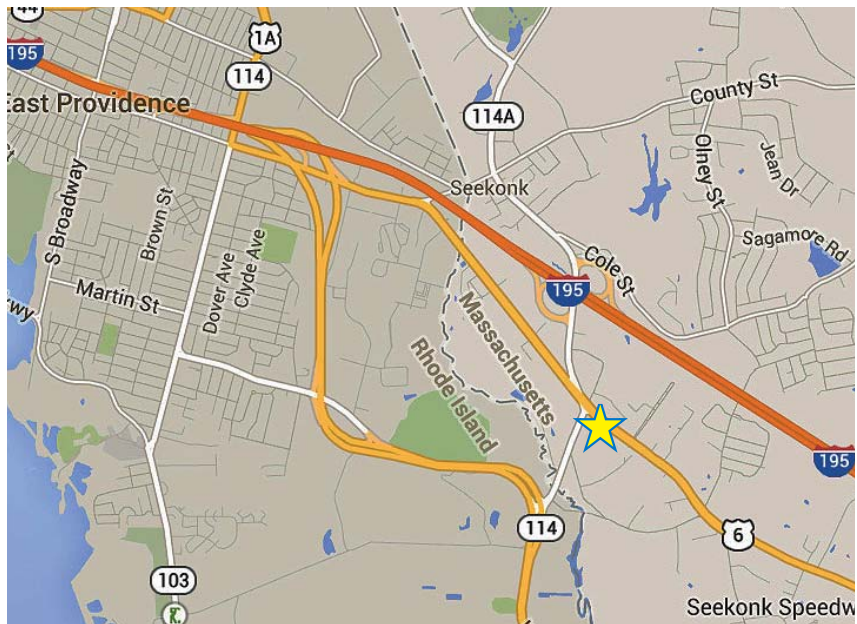 44
195
1A
114
East Providence
114A
County St
Olney St
Jean Dr
Seekonk
S Broadway
Brown St
Sagamore Rd
Cole St
195
Dover Ave
Clyde Ave
Martin St
Massachusetts
Rhode Island
195
114
6
103
Seekonk Speedw